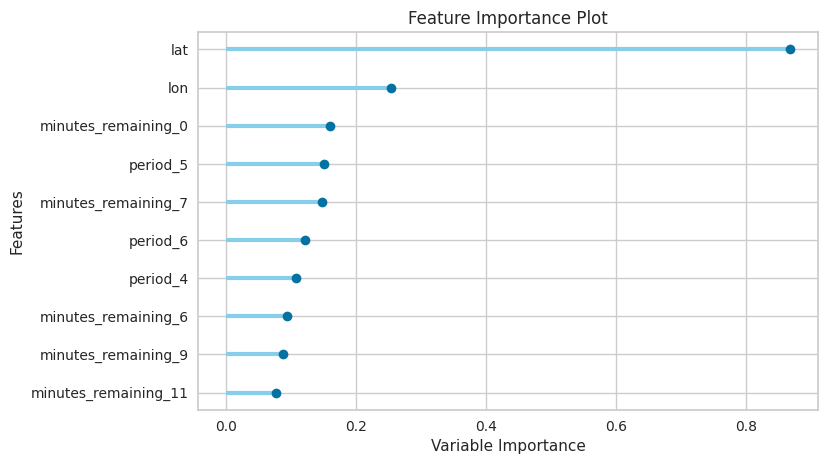 Feature Importance Plot
Features
lat
lon
minutes_remaining_0
period_5
minutes_remaining_7
period_6
period_4
minutes_remaining_6
minutes_remaining_9
minutes_remaining_11
0.0 0.2 0.4 0.6 0.8
Variable Importance